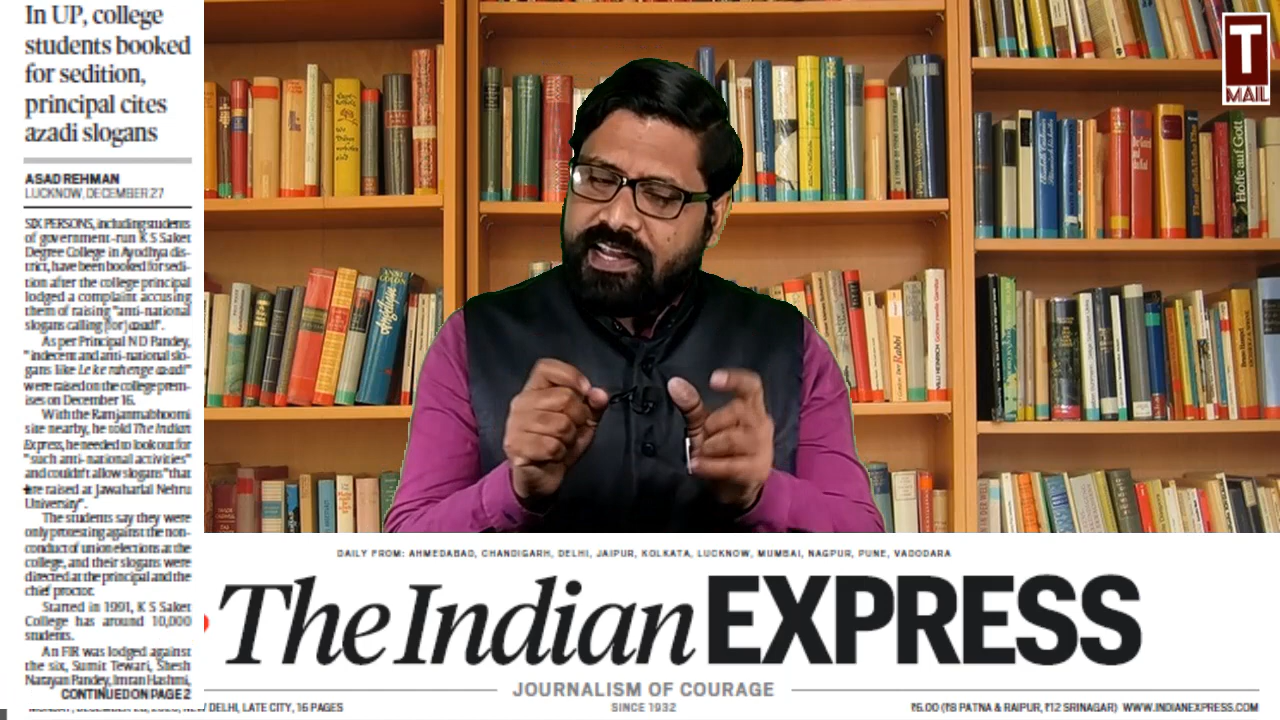 In UP, college
students booked
for sedition,
principal cites
azadi slogans
ASAD REHMAN
LUCKNOW, DECEMBER 27
SIX PERSONS, including students
of government-run K S Saket
Degree College in Ayodhya dis-
trict, have been booked for sedi-
tion after the college principal
lodged a complaint accusing
them of raising "anti-national
slogans calling for] azadi".
As per Principal N D Pandey,
"indecent and anti-national slo-
gans like Le ke rahenge azadi"
were raised on the college prem-
ises on December 16.
With the Ramjanmabhoomi
site nearby, he told The Indian
Express, he needed to look out for
"such anti-national activities"
and couldn't allow slogans "that
are raised at Jawaharlal Nehru
University".
The students say they were
only protesting against the non-
conduct of union elections at the
college, and their slogans were
directed at the principal and the
chief proctor.
Started in 1991, K S Saket
College has around 10,000
students.
An FIR was lodged against
the six, Sumit Tewari, Shesh
Narayan Pandey, Imran Hashmi,
CONTINUED ON PAGE 2
T
MAIL
Hoffe auf Gott
ANNE
GOLON
Rabbi
DAILY FROM: AHMEDABAD, CHANDIGARH, DELHI, JAIPUR, KOLKATA, LUCKNOW, MUMBAI, NAGPUR, PUNE, VADODARA
The Indian EXPRESS
JOURNALISM OF COURAGE
SINCE 1932
MONDAY, DECEMBER 28, 2020, NEW DELHI, LATE CITY, 16 PAGES
₹6.00 (₹8 PATNA & RAIPUR, ₹12 SRINAGAR) WWW.INDIANEXPRESS.COM